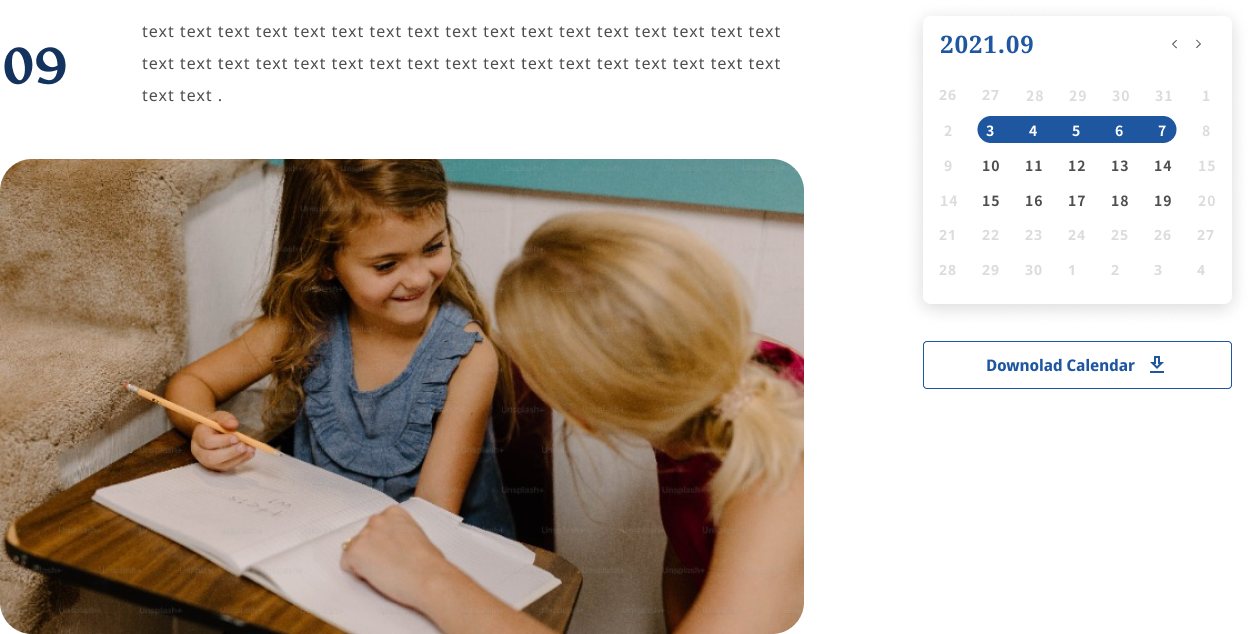 09
text text text text text text text text text text text text text text text text text
text text text text text text text text text text text text text text text text text
text text .
2021.09
26 27 28 29 30 31 1
2 3 4 5 6 7 8
9 10 11 12 13 14 15
14 15 16 17 18 19 20
21 22 23 24 25 26 27
28 29 30 1 2 3 4
Downolad Calendar
Unsplash+